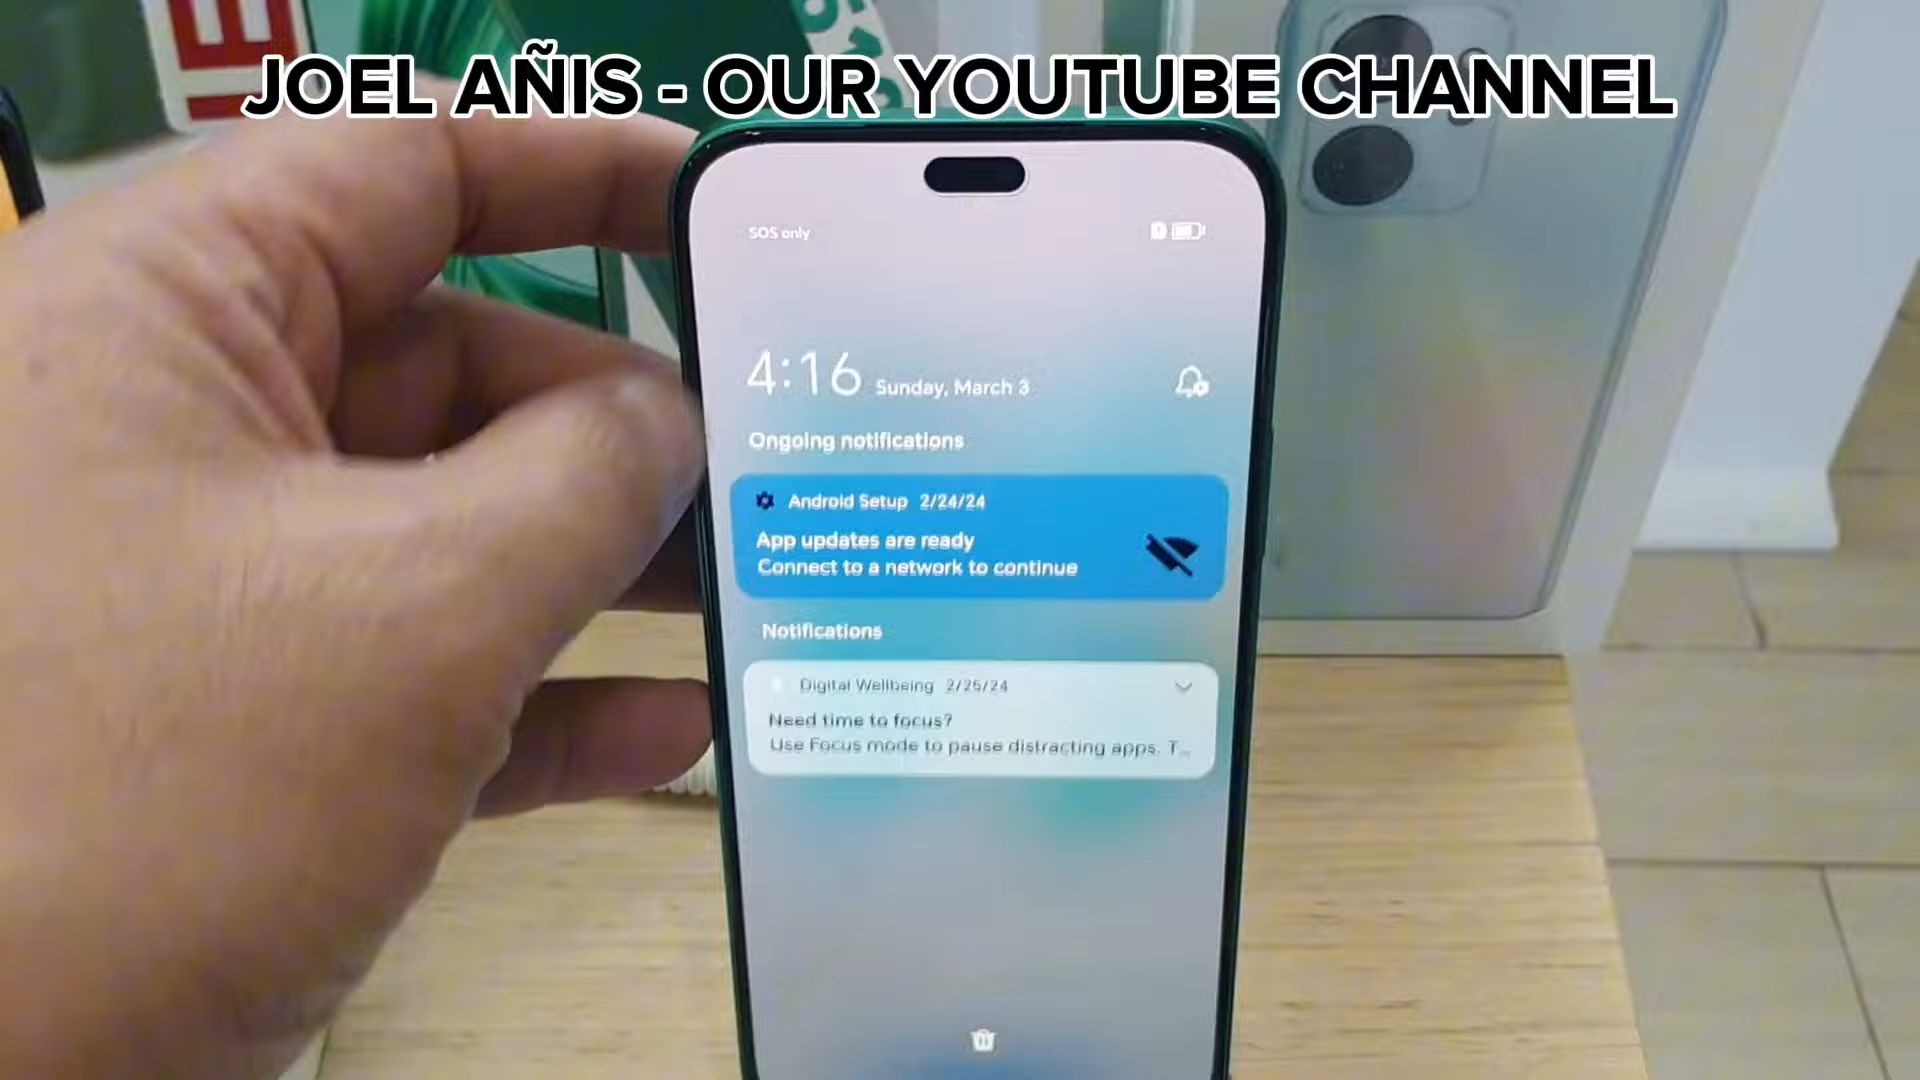 JOEL AÑIS - OUR YOUTUBE CHANNEL
SOS only
4:16 Sunday, March 3
Ongoing notifications
Android Setup 2/24/24
App updates are ready
Connect to a network to continue
Notifications
Digital Wellbeing 2/25/24
Need time to focus?
Use Focus mode to pause distracting apps. T...